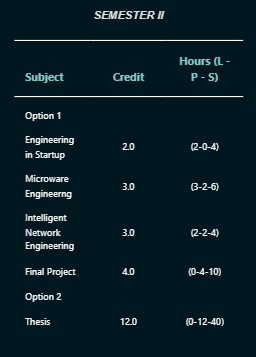 SEMESTER II
Hours (L -
Subject Credit P - S)
Option 1
Engineering
in Startup 2.0 (2-0-4)
Microware
Engineerng 3.0 (3-2-6)
Intelligent
Network 3.0 (2-2-4)
Engineering
Final Project 4.0 (0-4-10)
Option 2
Thesis 12.0 (0-12-40)